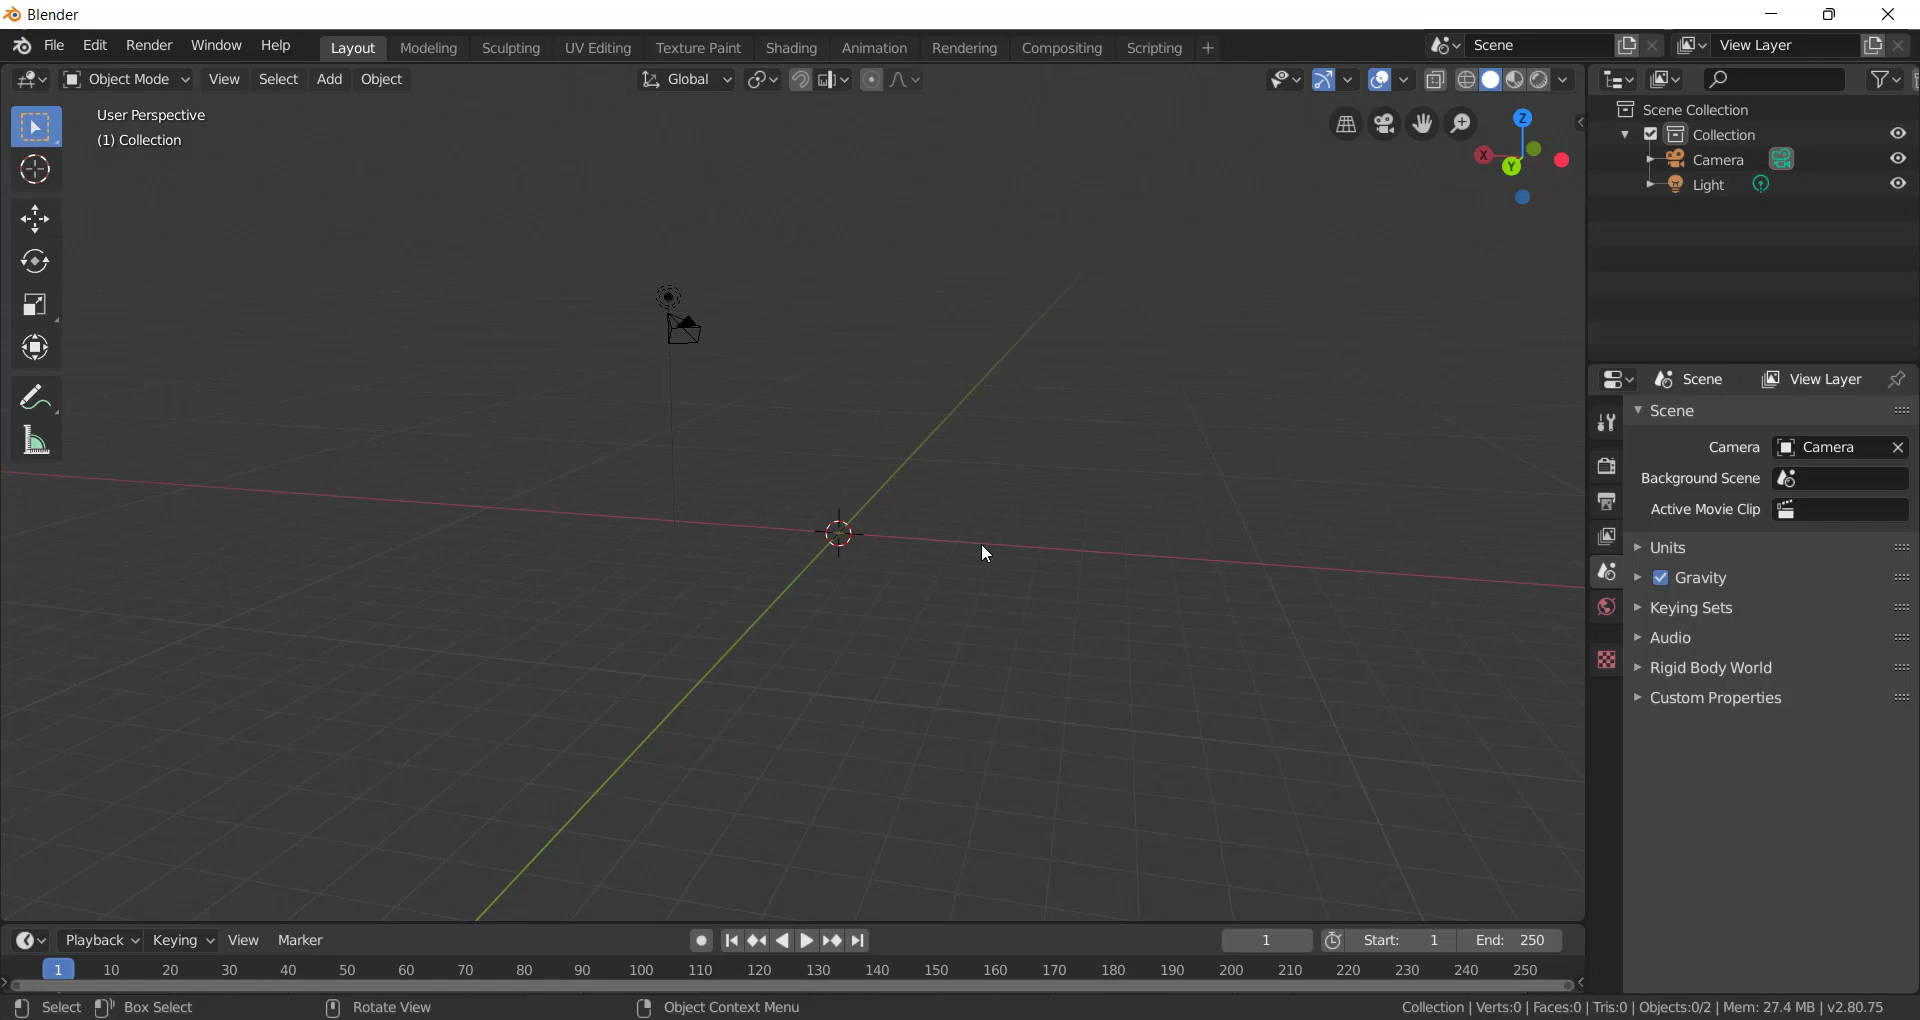 Blender
File Edit Render Window Help Layout Modeling Sculpting UV Editing Texture Paint Shading Animation Rendering Compositing Scripting + Scene View Layer
Object Mode View Select Add Object Global
User Perspective
(1) Collection
Z
X
Y
Scene Collection
Collection
Camera
Light
Scene View Layer
Scene
Camera Camera
Background Scene
Active Movie Clip
Units
Gravity
Keying Sets
Audio
Rigid Body World
Custom Properties
Playback Keying View Marker 1 Start: 1 End: 250
1 10 20 30 40 50 60 70 80 90 100 110 120 130 140 150 160 170 180 190 200 210 220 230 240 250
Select Box Select Rotate View Object Context Menu Collection | Verts:0 | Faces:0 | Tris:0 | Objects:0/2 | Mem: 27.4 MB | v2.80.75